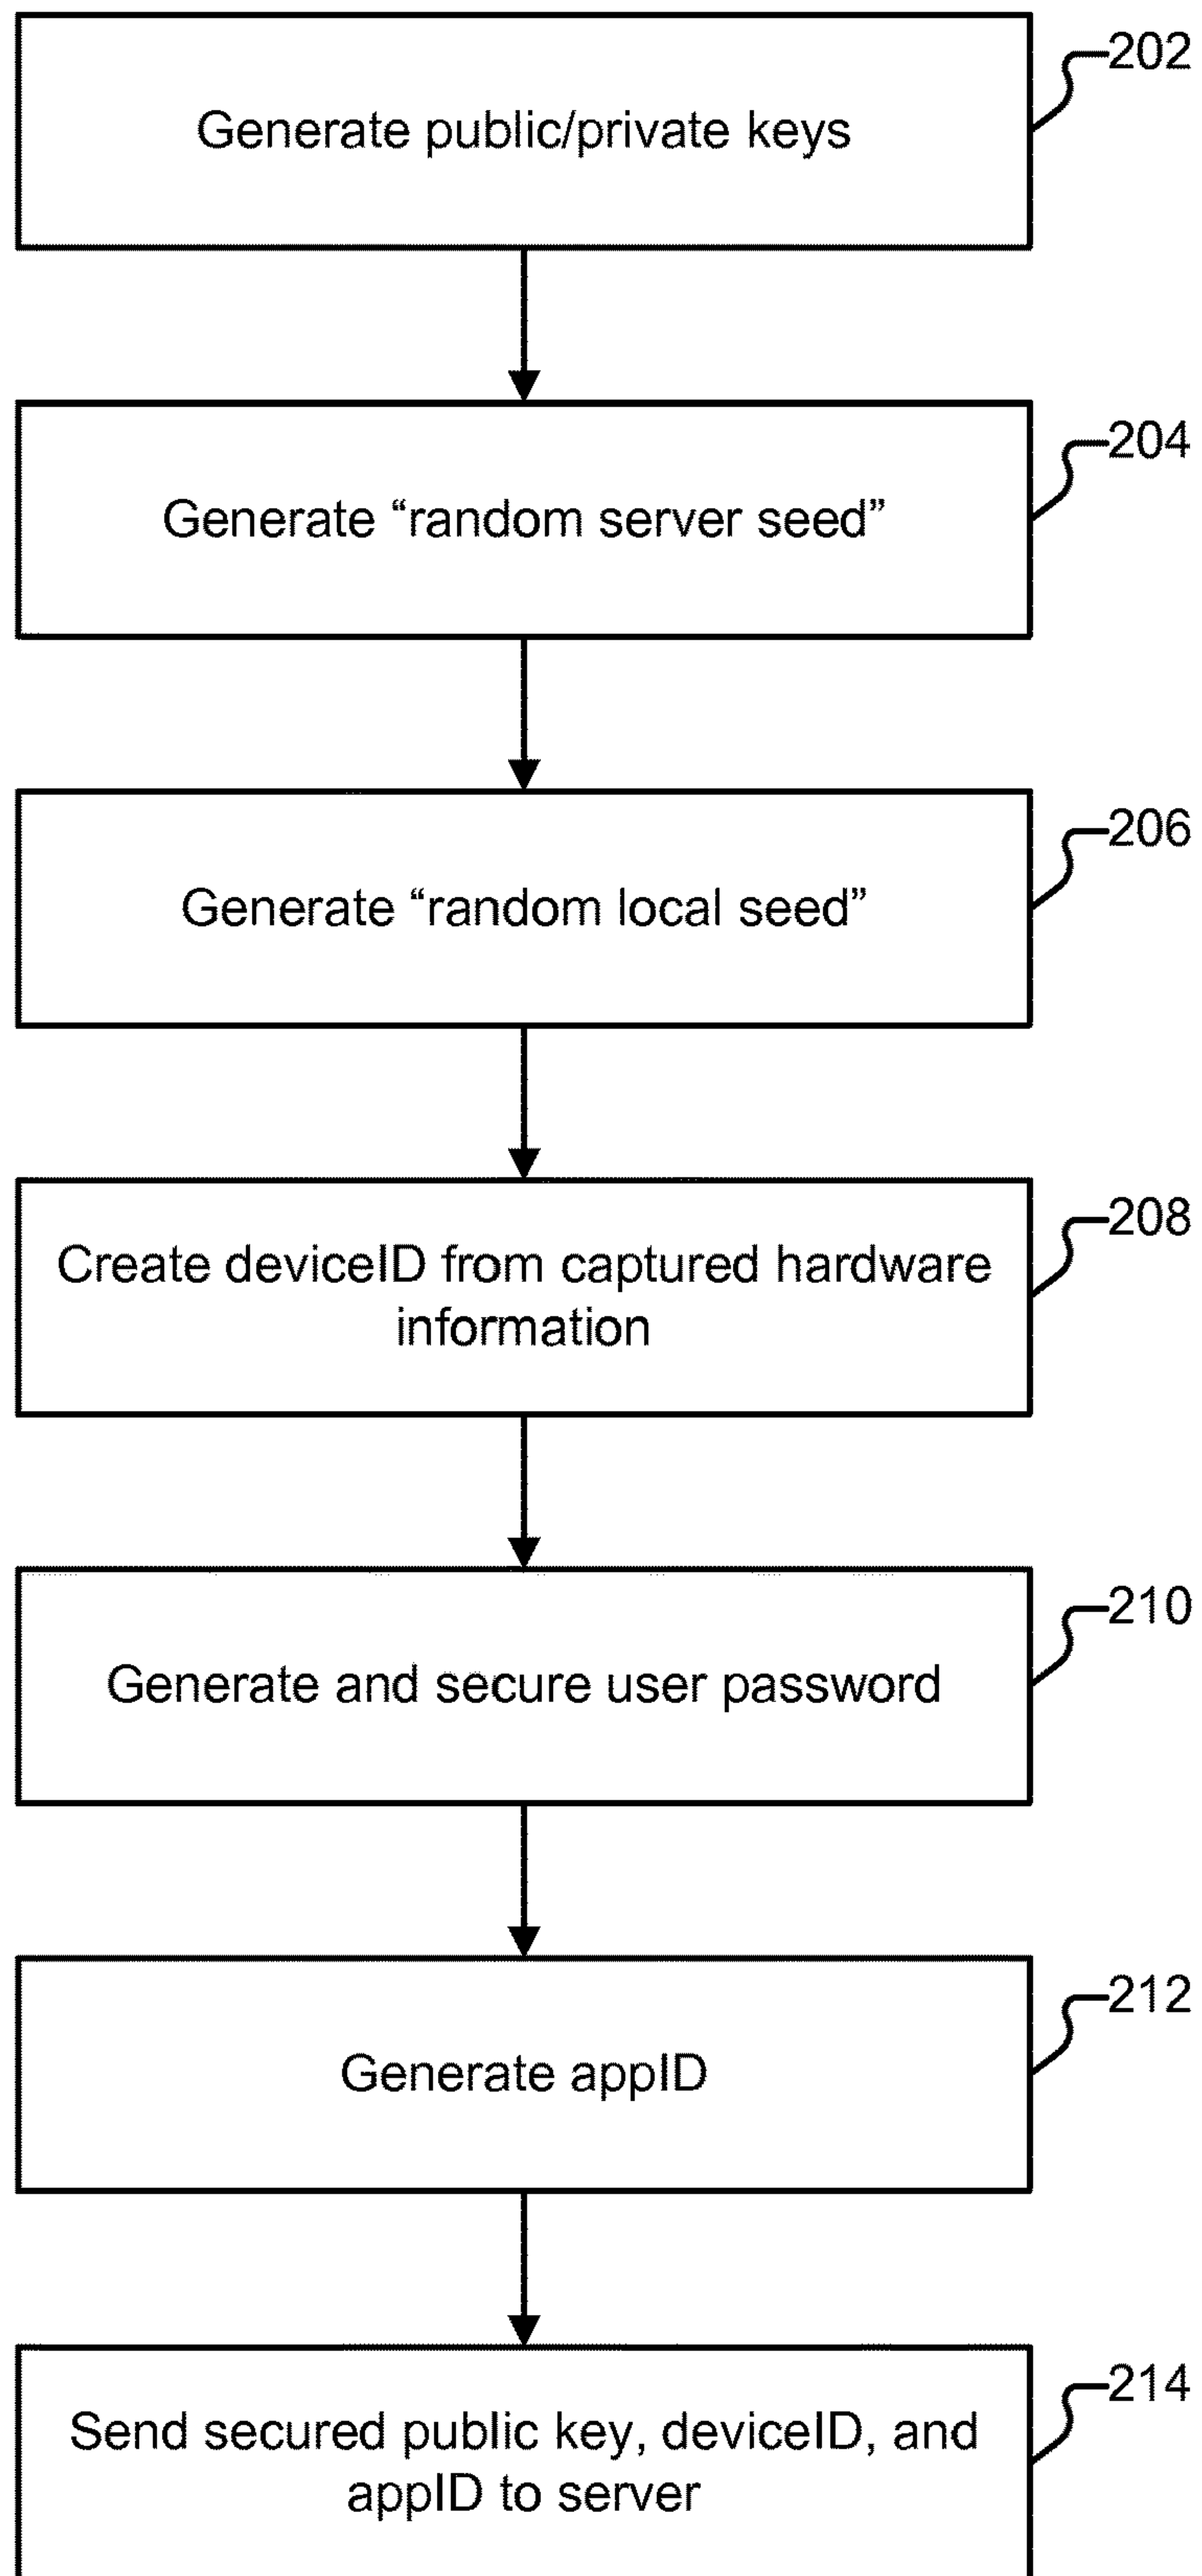 Generate public/private keys
202
Generate “random server seed”
204
Generate “random local seed”
206
Create deviceID from captured hardware
information
208
Generate and secure user password
210
Generate appID
212
Send secured public key, deviceID, and
appID to server
214